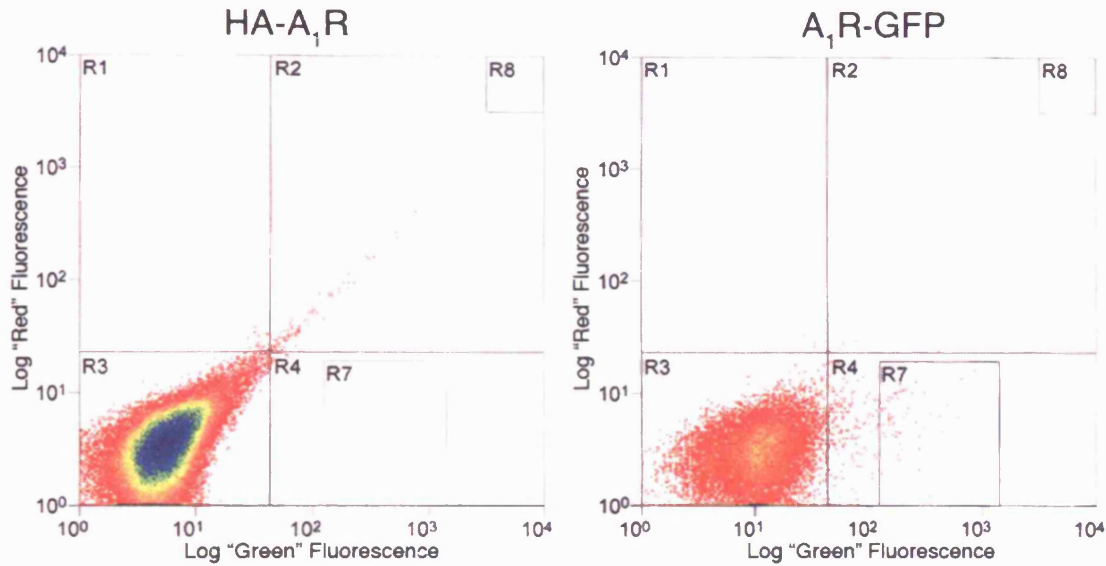 HA-A₁R
10⁴
R1
R2
R8
10³
10²
R3
R4
R7
10¹
10⁰
Log "Red" Fluorescence
10⁰ 10¹ 10² 10³ 10⁴
Log "Green" Fluorescence
A₁R-GFP
10⁴
R1
R2
R8
10³
10²
R3
R4
R7
10¹
10⁰
Log "Red" Fluorescence
10⁰ 10¹ 10² 10³ 10⁴
Log "Green" Fluorescence